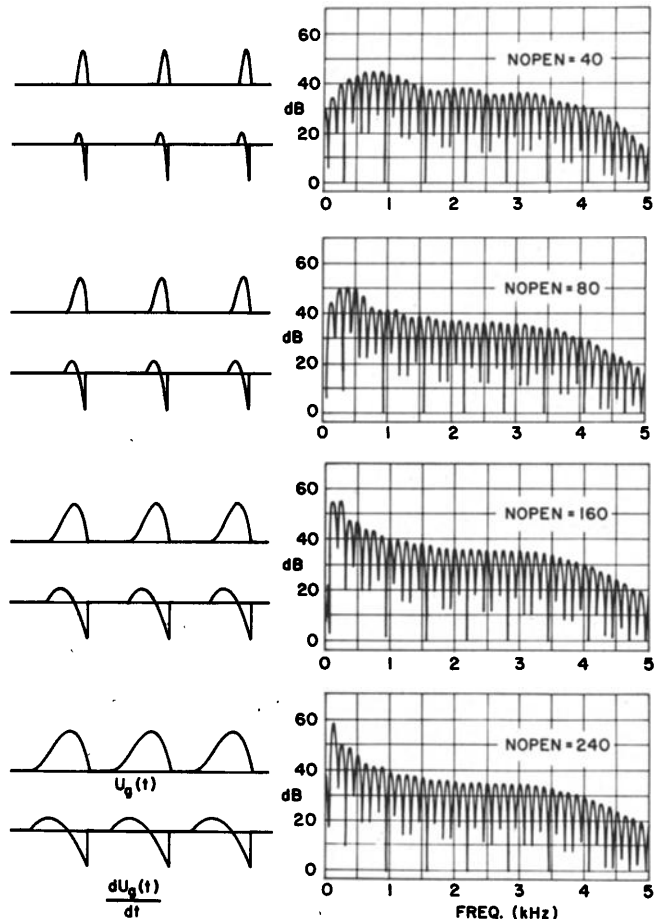 60
NOPEN = 40
40
dB
20
0
0 1 2 3 4 5
60
NOPEN = 80
40
dB
20
0
0 1 2 3 4 5
60
NOPEN = 160
40
dB
20
0
0 1 2 3 4 5
60
NOPEN = 240
40
Ug(t)
dB
20
0
0 1 2 3 4 5
dUg(t)
dt
FREQ. (kHz)